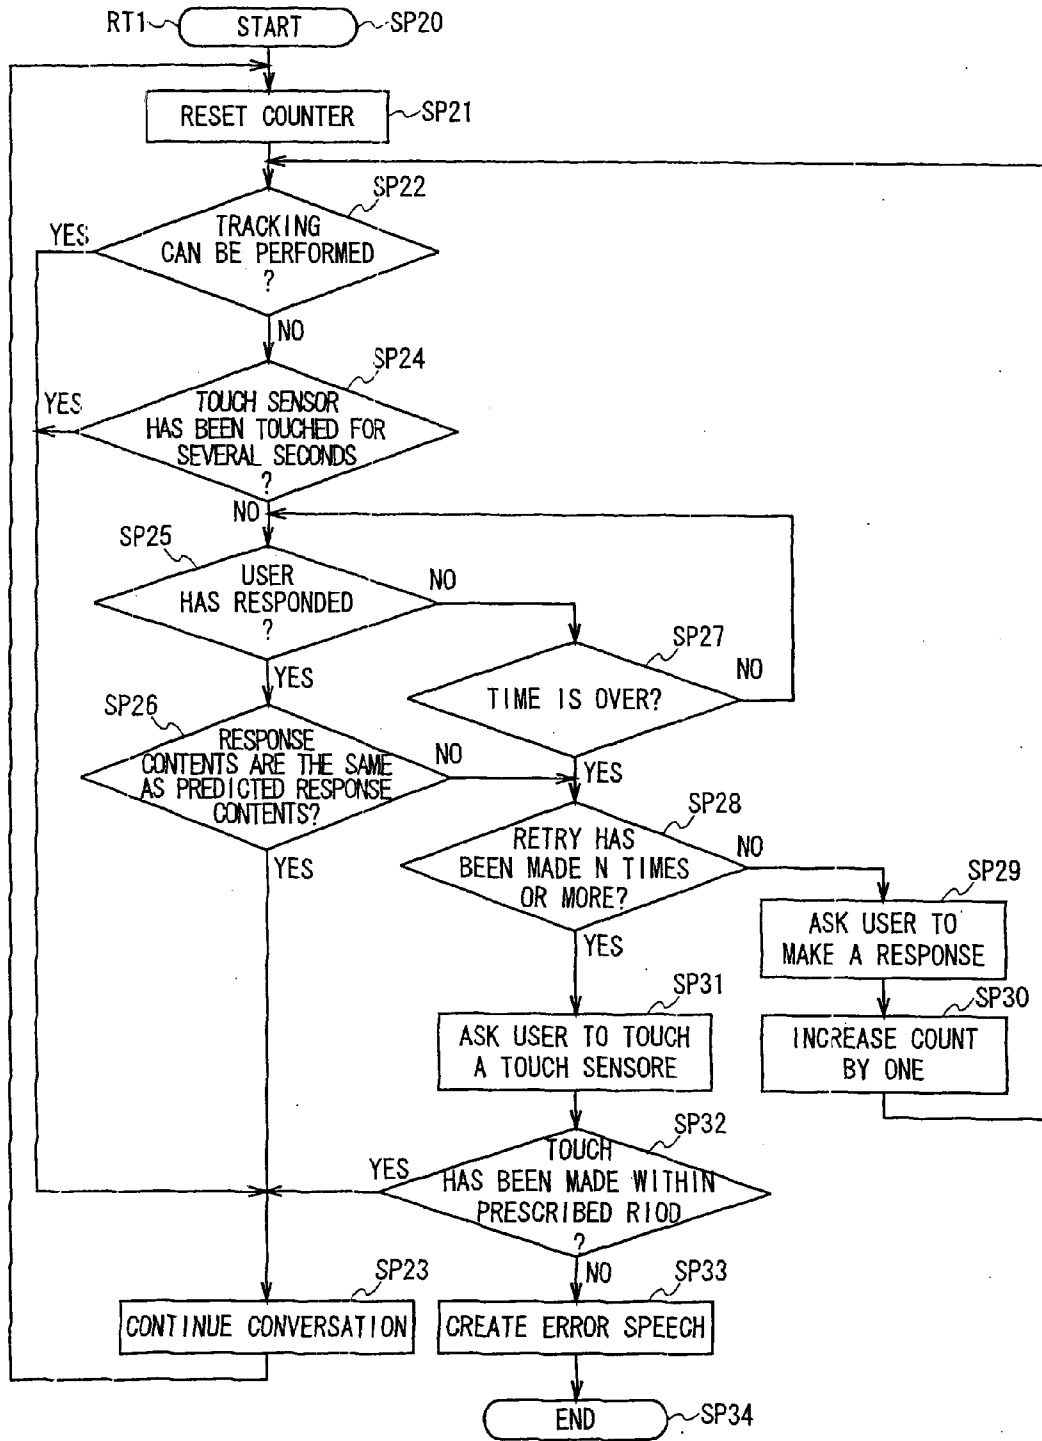 RT1
START
SP20
RESET COUNTER
SP21
SP22
TRACKING
CAN BE PERFORMED
?
YES
NO
SP24
TOUCH SENSOR
HAS BEEN TOUCHED FOR
SEVERAL SECONDS
?
YES
NO
SP25
USER
HAS RESPONDED
?
NO
YES
SP27
TIME IS OVER?
NO
YES
SP26
RESPONSE
CONTENTS ARE THE SAME
AS PREDICTED RESPONSE
CONTENTS?
NO
YES
SP28
RETRY HAS
BEEN MADE N TIMES
OR MORE?
NO
YES
SP29
ASK USER TO
MAKE A RESPONSE
SP30
INCREASE COUNT
BY ONE
SP31
ASK USER TO TOUCH
A TOUCH SENSORE
SP32
TOUCH
HAS BEEN MADE WITHIN
PRESCRIBED RIOD
?
YES
NO
SP23
CONTINUE CONVERSATION
SP33
CREATE ERROR SPEECH
END
SP34